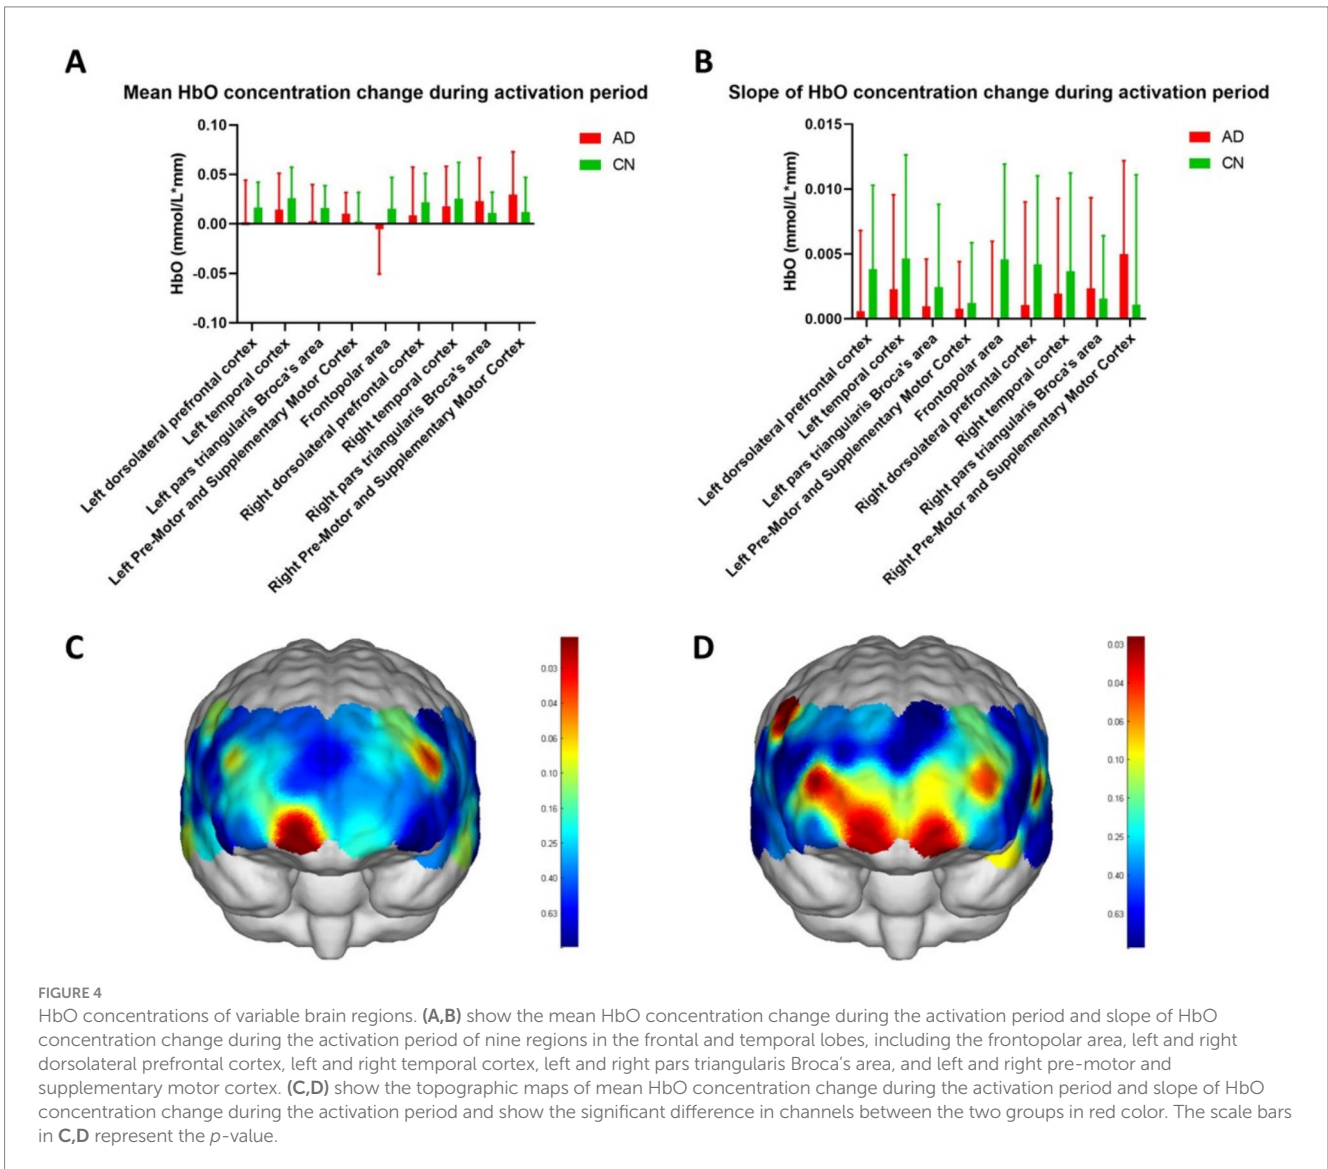 A
Mean HbO concentration change during activation period
HbO (mmol/L*mm)
0.10
0.05
0.00
-0.05
-0.10
AD
CN
Left dorsolateral prefrontal cortex
Left temporal cortex
Left pars triangularis Broca's area
Left Pre-Motor and Supplementary Motor Cortex
Frontopolar area
Right dorsolateral prefrontal cortex
Right temporal cortex
Right pars triangularis Broca's area
Right Pre-Motor and Supplementary Motor Cortex
B
Slope of HbO concentration change during activation period
HbO (mmol/L*mm)
0.015
0.010
0.005
0.000
AD
CN
Left dorsolateral prefrontal cortex
Left temporal cortex
Left pars triangularis Broca's area
Left Pre-Motor and Supplementary Motor Cortex
Frontopolar area
Right dorsolateral prefrontal cortex
Right temporal cortex
Right pars triangularis Broca's area
Right Pre-Motor and Supplementary Motor Cortex
C
0.03
0.04
0.06
0.10
0.16
0.25
0.40
0.63
D
0.03
0.04
0.06
0.10
0.16
0.25
0.40
0.63
FIGURE 4
HbO concentrations of variable brain regions. (A,B) show the mean HbO concentration change during the activation period and slope of HbO
concentration change during the activation period of nine regions in the frontal and temporal lobes, including the frontopolar area, left and right
dorsolateral prefrontal cortex, left and right temporal cortex, left and right pars triangularis Broca's area, and left and right pre-motor and
supplementary motor cortex. (C,D) show the topographic maps of mean HbO concentration change during the activation period and slope of HbO
concentration change during the activation period and show the significant difference in channels between the two groups in red color. The scale bars
in C,D represent the p-value.